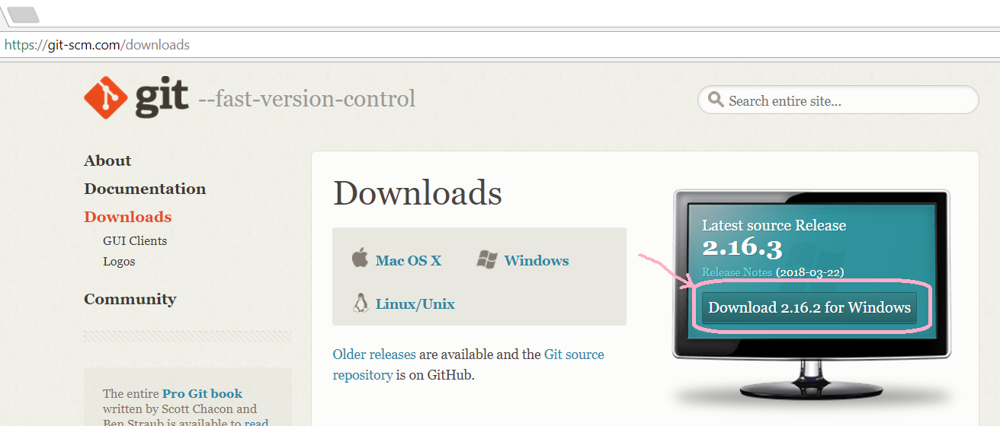 https://git-scm.com/downloads
git --fast-version-control
Search entire site...
About
Documentation
Downloads
GUI Clients
Logos
Community
The entire Pro Git book
written by Scott Chacon and
Ben Straub is available to read
Downloads
Mac OS X
Windows
Linux/Unix
Older releases are available and the Git source
repository is on GitHub.
Latest source Release
2.16.3
Release Notes (2018-03-22)
Download 2.16.2 for Windows